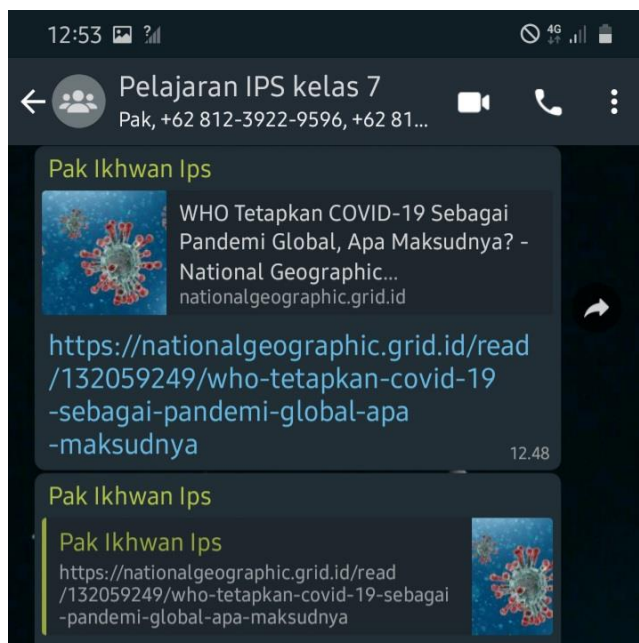 12:53
4G
Pelajaran IPS kelas 7
Pak, +62 812-3922-9596, +62 81...
Pak Ikhwan Ips
WHO Tetapkan COVID-19 Sebagai
Pandemi Global, Apa Maksudnya? -
National Geographic...
nationalgeographic.grid.id
https://nationalgeographic.grid.id/read
/132059249/who-tetapkan-covid-19
-sebagai-pandemi-global-apa
-maksudnya
12.48
Pak Ikhwan Ips
Pak Ikhwan Ips
https://nationalgeographic.grid.id/read
/132059249/who-tetapkan-covid-19-sebagai
-pandemi-global-apa-maksudnya